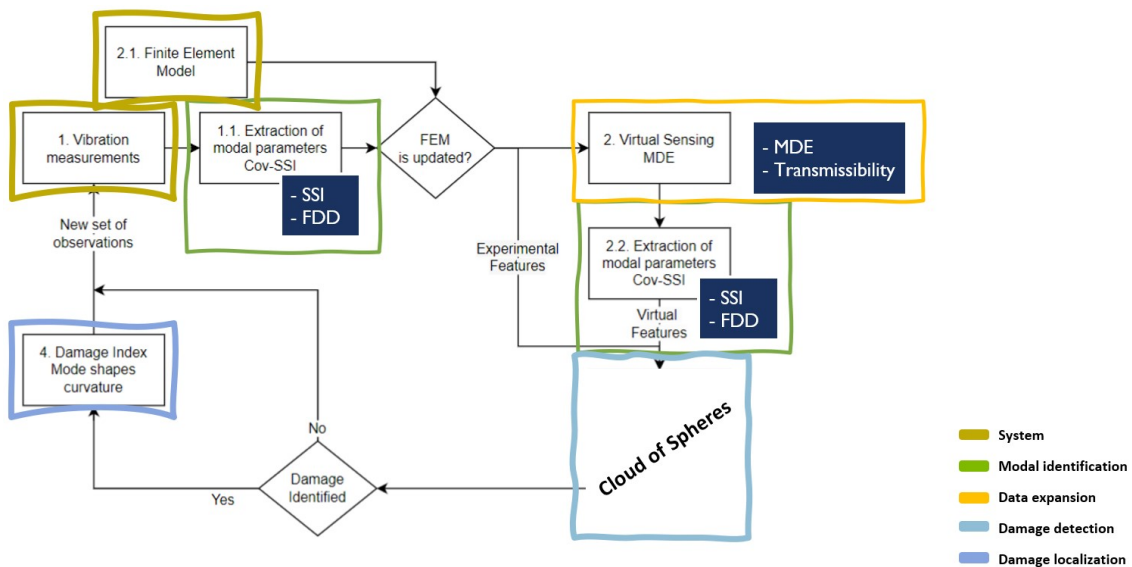 2.1. Finite Element
Model
1. Vibration
measurements
1.1. Extraction of
modal parameters
Cov-SSI
- SSI
- FDD
FEM
is updated?
2. Virtual Sensing
MDE
- MDE
- Transmissibility
New set of
observations
Experimental
Features
2.2. Extraction of
modal parameters
Cov-SSI
- SSI
- FDD
Virtual
Features
4. Damage Index
Mode shapes
curvature
Cloud of Spheres
No
Damage
Identified
Yes
System
Modal identification
Data expansion
Damage detection
Damage localization